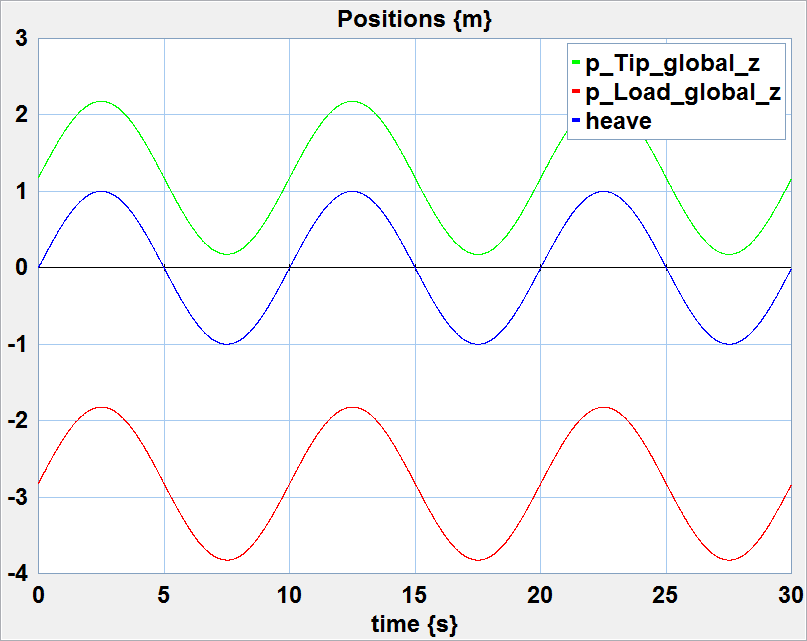 Positions {m}
3
2
1
0
-1
-2
-3
-4
p_Tip_global_z
p_Load_global_z
heave
0 5 10 15 20 25 30
time {s}